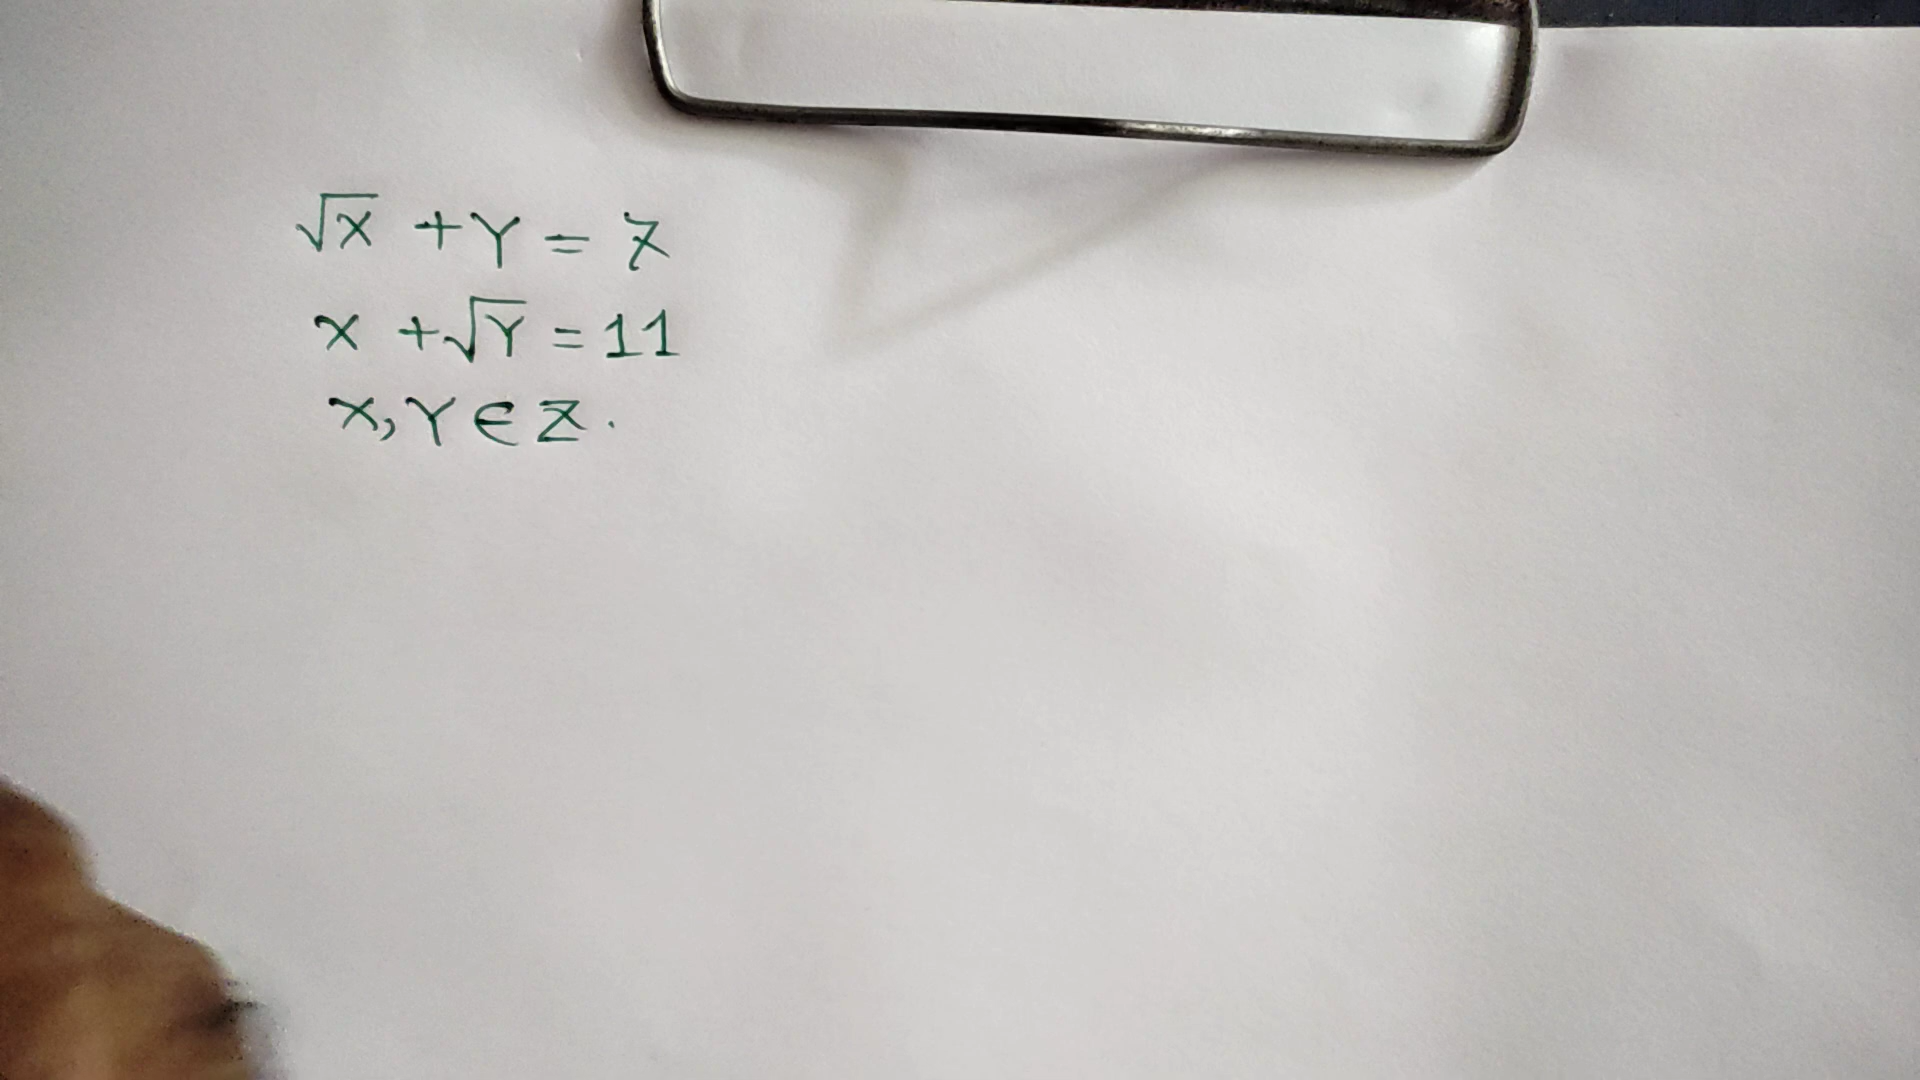 √x + y = 7
x + √y = 11
x, y ∈ Z.